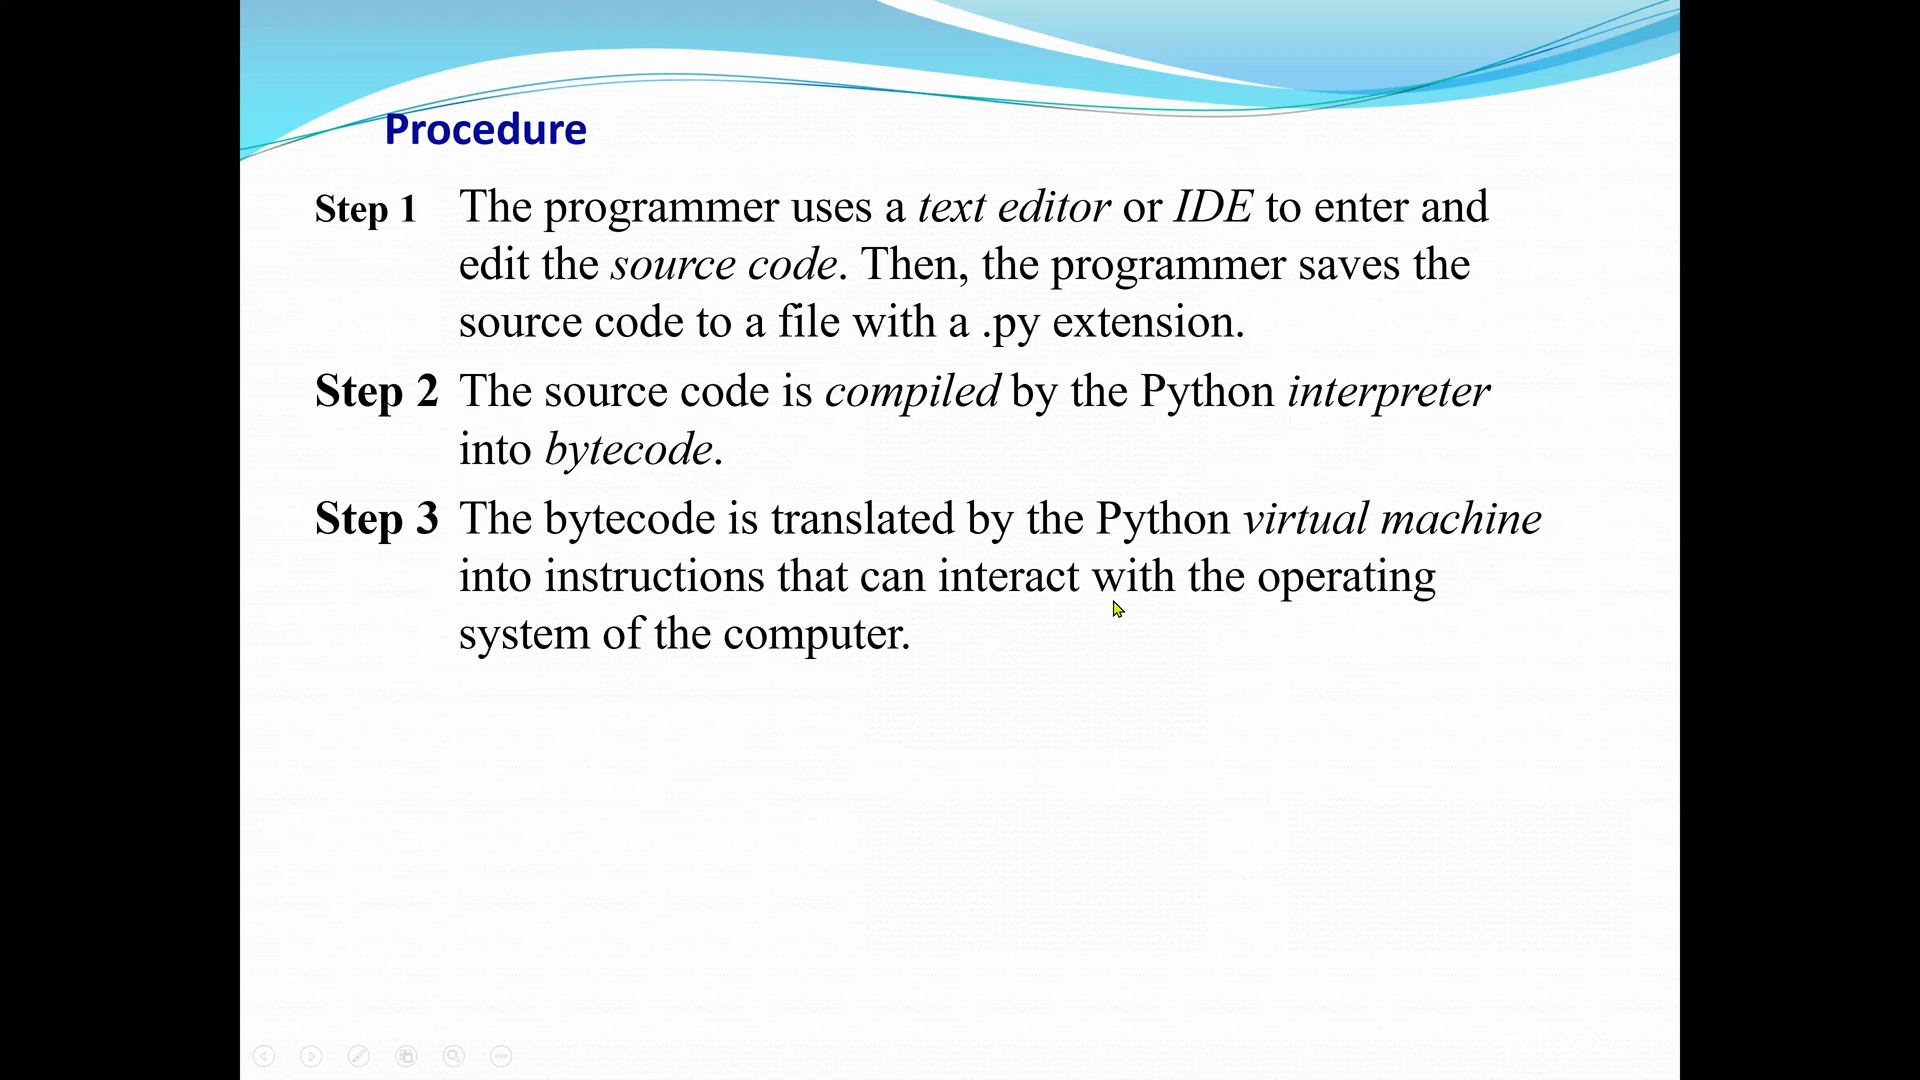 Procedure
Step 1 The programmer uses a text editor or IDE to enter and
edit the source code. Then, the programmer saves the
source code to a file with a .py extension.
Step 2 The source code is compiled by the Python interpreter
into bytecode.
Step 3 The bytecode is translated by the Python virtual machine
into instructions that can interact with the operating
system of the computer.